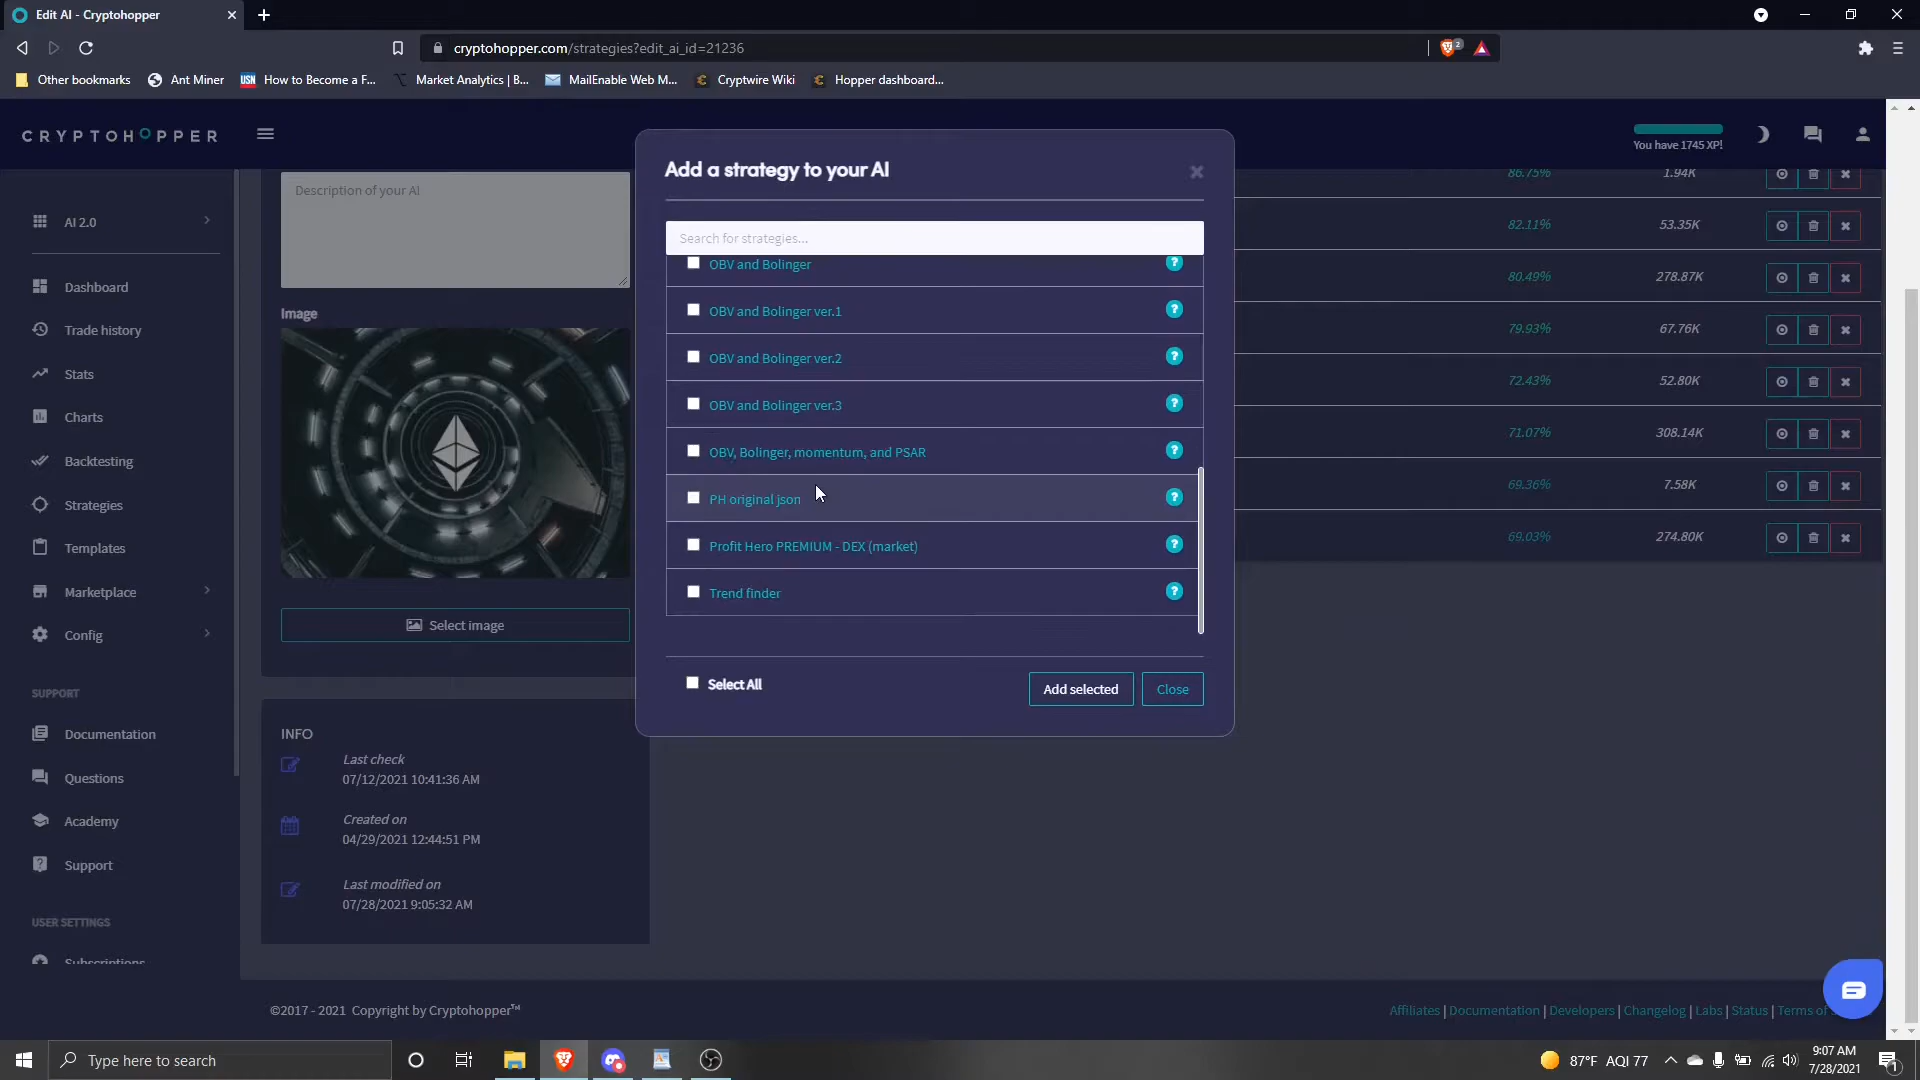 Edit AI - Cryptohopper
cryptohopper.com/strategies?edit_ai_id=21236
2
Other bookmarks
Ant Miner
USN
How to Become a F...
Market Analytics | B...
MailEnable Web M...
Cryptwire Wiki
Hopper dashboard...
CRYPTOHOPPER
You have 1745 XP!
AI 2.0
Dashboard
Trade history
Stats
Charts
Backtesting
Strategies
Templates
Marketplace
Config
SUPPORT
Documentation
Questions
Academy
Support
USER SETTINGS
Subscriptions
Description of your AI
Image
Select image
INFO
Last check
07/12/2021 10:41:36 AM
Created on
04/29/2021 12:44:51 PM
Last modified on
07/28/2021 9:05:32 AM
Add a strategy to your AI
Search for strategies...
OBV and Bolinger ?
OBV and Bolinger ver.1 ?
OBV and Bolinger ver.2 ?
OBV and Bolinger ver.3 ?
OBV, Bolinger, momentum, and PSAR ?
PH original json ?
Profit Hero PREMIUM - DEX (market) ?
Trend finder ?
Select All
Add selected
Close
86.75% 1.94K
82.11% 53.35K
80.49% 278.87K
79.93% 67.76K
72.43% 52.80K
71.07% 308.14K
69.36% 7.58K
69.03% 274.80K
©2017 - 2021 Copyright by Cryptohopper™
Affiliates | Documentation | Developers | Changelog | Labs | Status | Terms of
Type here to search
87°F AQI 77
9:07 AM
7/28/2021
1